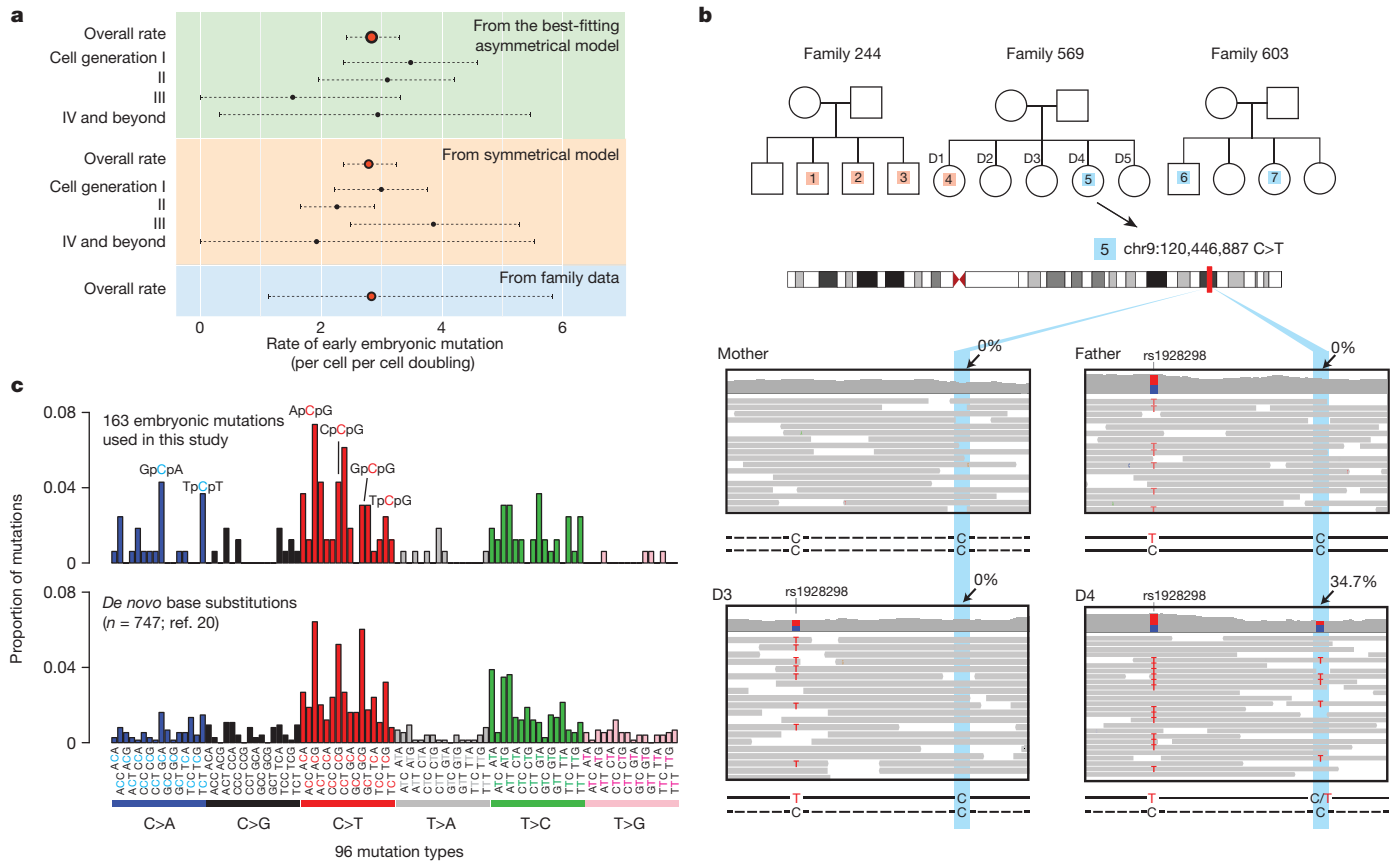 a
Overall rate
Cell generation I
II
III
IV and beyond
From the best-fitting
asymmetrical model
Overall rate
Cell generation I
II
III
IV and beyond
From symmetrical model
Overall rate
From family data
0 2 4 6
Rate of early embryonic mutation
(per cell per cell doubling)
b
Family 244 Family 569 Family 603
D1 D2 D3 D4 D5
1 2 3 4 5 6 7
5 chr9:120,446,887 C>T
Mother 0%
Father rs1928298 0%
C C
C C
T C
C C
D3 rs1928298 0%
D4 rs1928298 34.7%
T C
C C
T C/T
C C
c
Proportion of mutations
0.08
0.04
0
163 embryonic mutations
used in this study
GpCpA
TpCpT
ApCpG
CpCpG
GpCpG
TpCpG
0.08
0.04
0
De novo base substitutions
(n = 747; ref. 20)
C>A C>G C>T T>A T>C T>G
96 mutation types